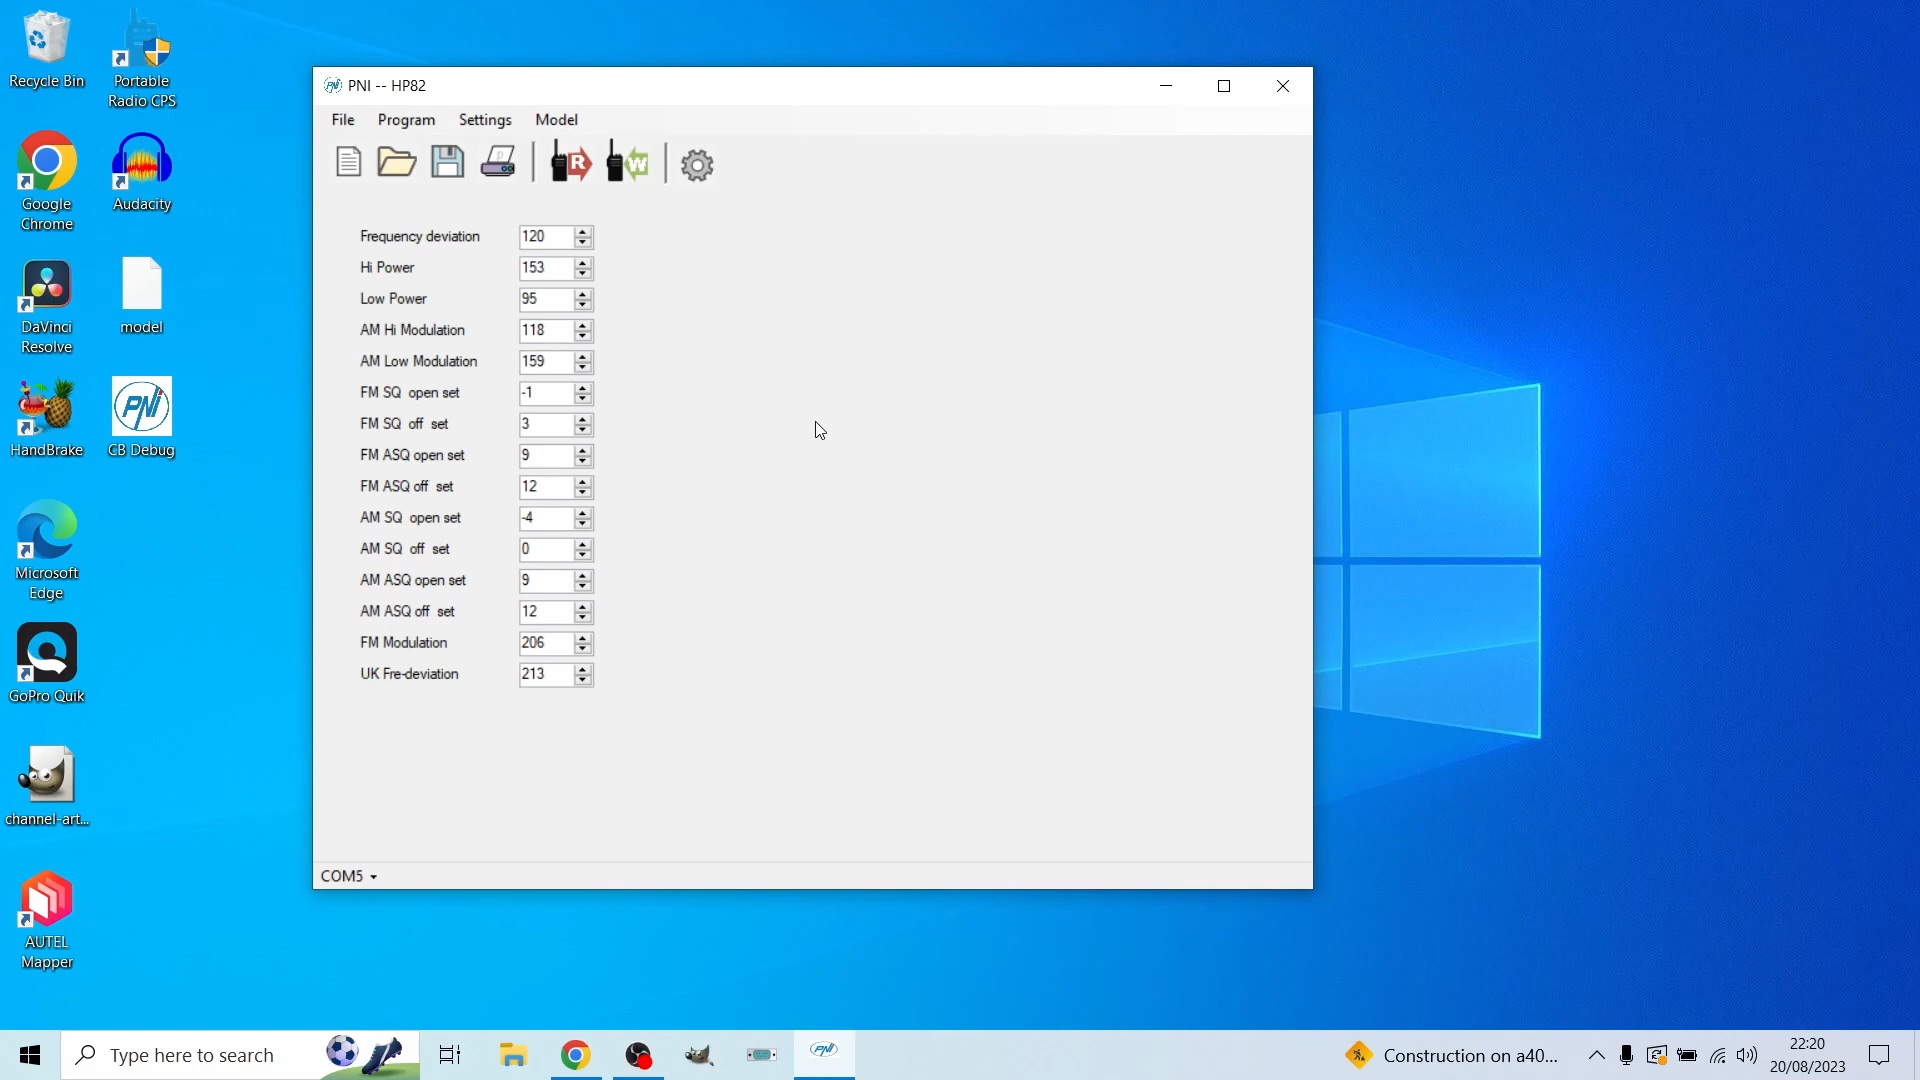 Recycle Bin
Portable
Radio CPS
Google
Chrome
Audacity
DaVinci
Resolve
model
HandBrake
PNI
CB Debug
Microsoft
Edge
GoPro Quik
channel-art...
AUTEL
Mapper
PNI PNI -- HP82
File Program Settings Model
P R W
Frequency deviation 120
Hi Power 153
Low Power 95
AM Hi Modulation 118
AM Low Modulation 159
FM SQ open set -1
FM SQ off set 3
FM ASQ open set 9
FM ASQ off set 12
AM SQ open set -4
AM SQ off set 0
AM ASQ open set 9
AM ASQ off set 12
FM Modulation 206
UK Fre-deviation 213
COM5
Type here to search
PNI
Construction on a40...
22:20
20/08/2023